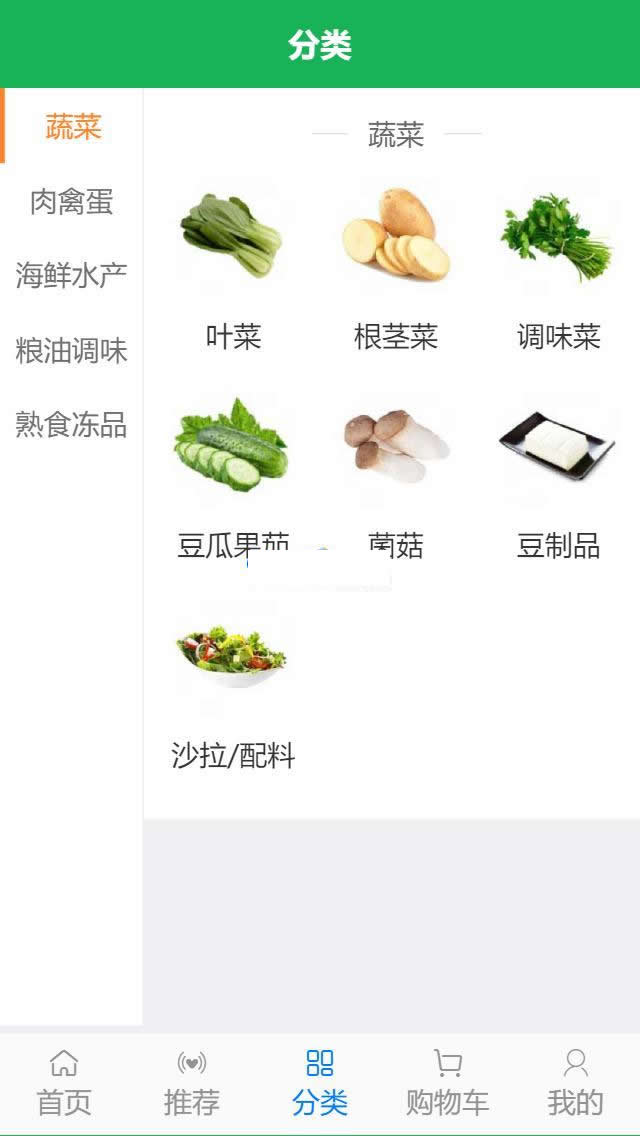 分类
蔬菜
肉禽蛋
海鲜水产
粮油调味
熟食冻品
蔬菜
叶菜 根茎菜 调味菜
豆瓜果茄 菌菇 豆制品
沙拉/配料
首页 推荐 分类 购物车 我的